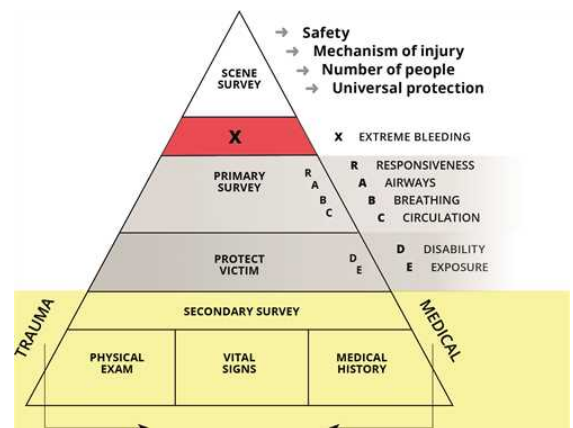 Safety
Mechanism of injury
Number of people
Universal protection
SCENE
SURVEY
X
X EXTREME BLEEDING
PRIMARY
SURVEY
R
A
B
C
R RESPONSIVENESS
A AIRWAYS
B BREATHING
C CIRCULATION
PROTECT
VICTIM
D
E
D DISABILITY
E EXPOSURE
TRAUMA
SECONDARY SURVEY
MEDICAL
PHYSICAL
EXAM
VITAL
SIGNS
MEDICAL
HISTORY